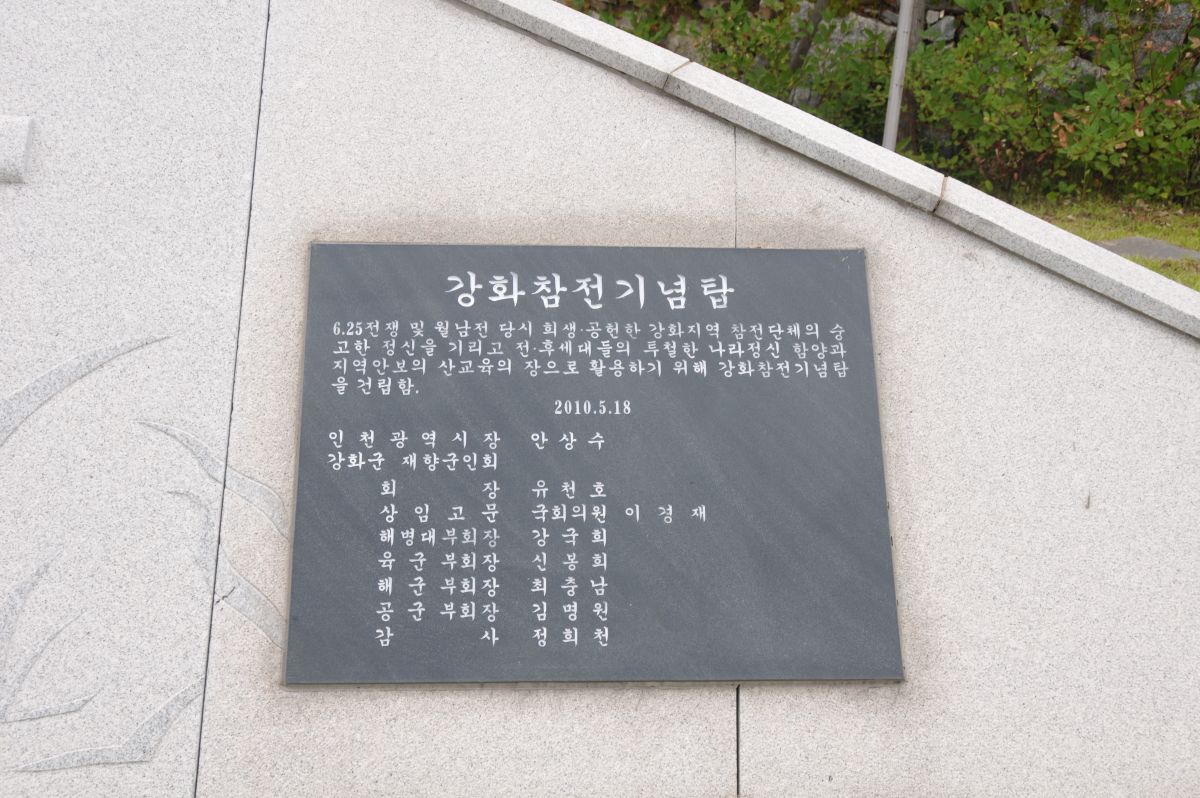 강화참전기념탑
6.25전쟁 및 월남전 당시 희생·공헌한 강화지역 참전단체의 숭
고한 정신을 기리고 전·후세대들의 투철한 나라정신 함양과
지역안보의 산교육의 장으로 활용하기 위해 강화참전기념탑
을 건립함.
2010.5.18
인천광역시장 안상수
강화군 재향군인회
회 장 유천호
상임고문 국회의원 이경재
해병대부회장 강국희
육군부회장 신봉희
해군부회장 최충남
공군부회장 김명원
감 사 정희천